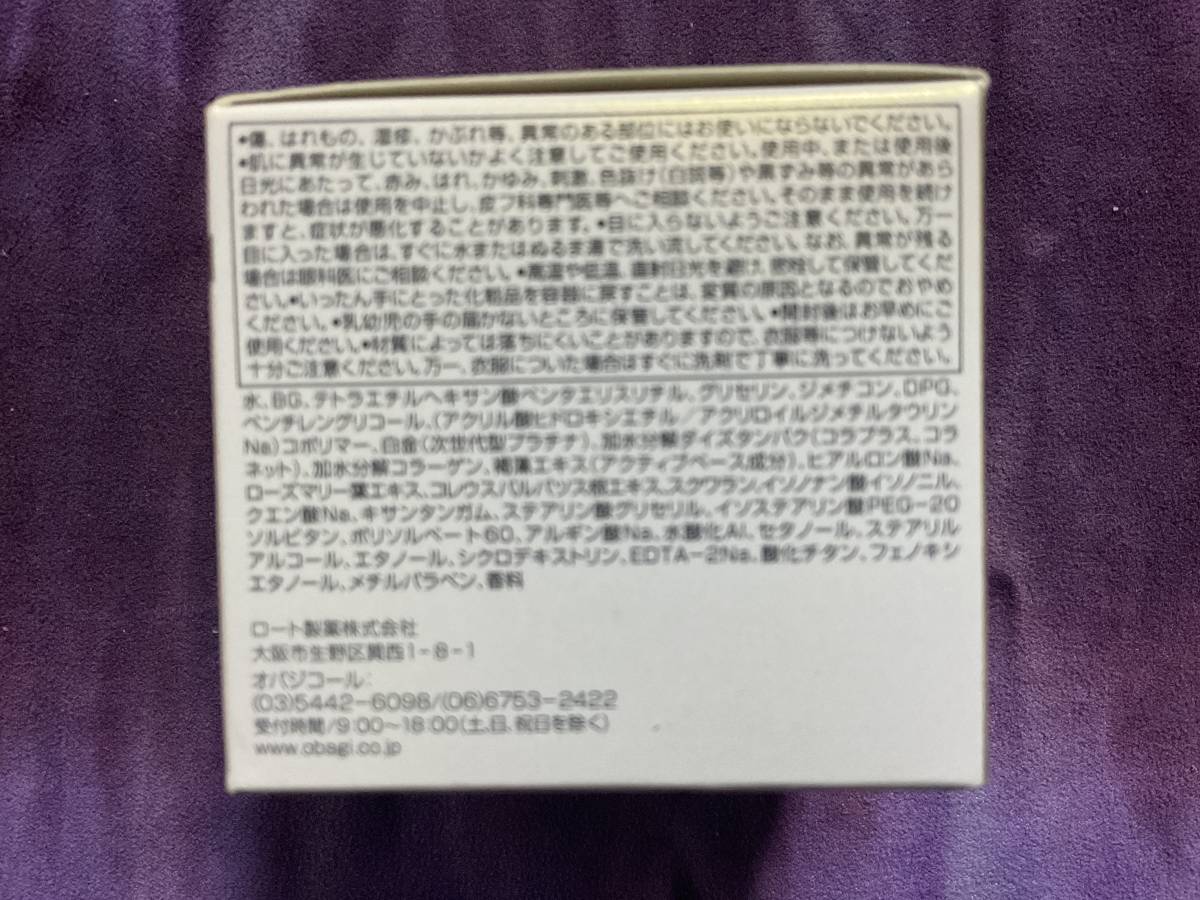 •傷、はれもの、湿疹、かぶれ等、異常のある部位にはお使いにならないでください。
•肌に異常が生じていないかよく注意してご使用ください。使用中、または使用後
日光にあたって、赤み、はれ、かゆみ、刺激、色抜け(白斑等)や黒ずみ等の異常があら
われた場合は使用を中止し、皮フ科専門医等へご相談ください。そのまま使用を続け
ますと、症状が悪化することがあります。•目に入らないようご注意ください。万一
目に入った場合は、すぐに水またはぬるま湯で洗い流してください。なお、異常が残る
場合は眼科医にご相談ください。•高温や低温、直射日光を避け、密栓して保管してくだ
さい。•いったん手にとった化粧品を容器に戻すことは、変質の原因となるのでおやめ
ください。•乳幼児の手の届かないところに保管してください。•開封後はお早めにご
使用ください。•材質によっては落ちにくいことがありますので、衣服等につけないよう
十分ご注意ください。万一、衣服についた場合はすぐに洗剤で丁寧に洗ってください。
水、BG、テトラエチルヘキサン酸ペンタエリスリチル、グリセリン、ジメチコン、DPG、
ペンチレングリコール、(アクリル酸ヒドロキシエチル/アクリロイルジメチルタウリン
Na)コポリマー、白金(次世代型プラチナ)、加水分解ダイズタンパク(コラプラス、コラ
ネット)、加水分解コラーゲン、褐藻エキス(アクティブベース成分)、ヒアルロン酸Na、
ローズマリー葉エキス、コレウスバルバツス根エキス、スクワラン、イソノナン酸イソノニル、
クエン酸Na、キサンタンガム、ステアリン酸グリセリル、イソステアリン酸PEG-20
ソルビタン、ポリソルベート60、アルギン酸Na、水酸化Al、セタノール、ステアリル
アルコール、エタノール、シクロデキストリン、EDTA-2Na、酸化チタン、フェノキシ
エタノール、メチルパラベン、香料
ロート製薬株式会社
大阪市生野区巽西1-8-1
オバジコール:
(03)5442-6098/(06)6753-2422
受付時間/9:00〜18:00(土、日、祝日を除く)
www.obagi.co.jp